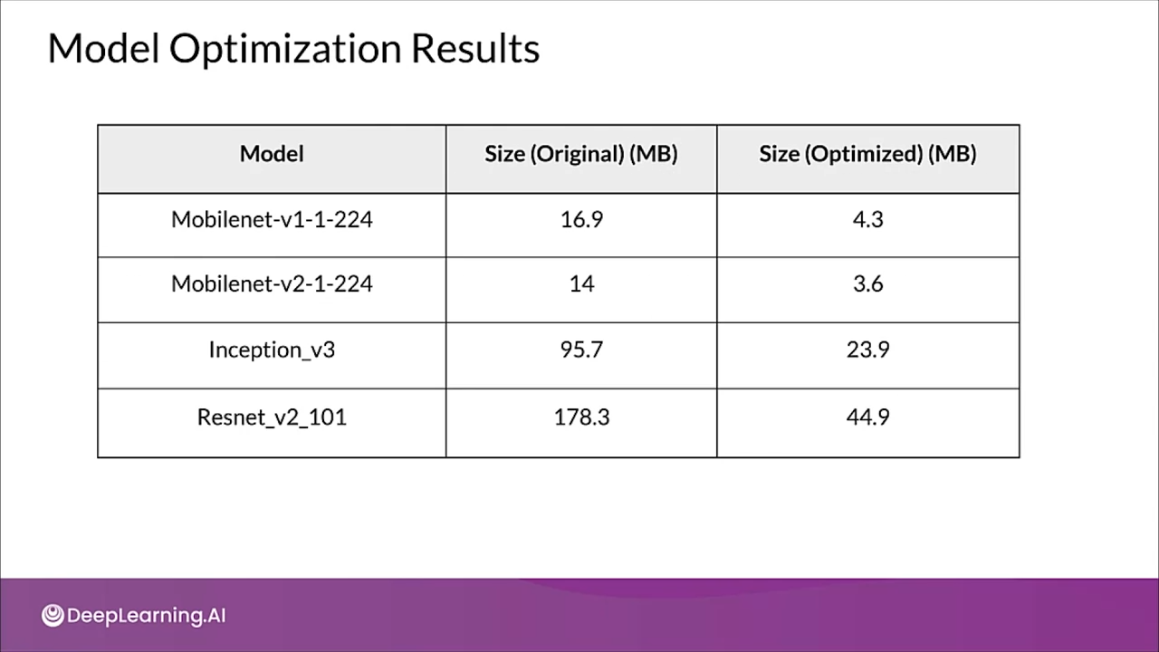 Model Optimization Results
Model Size (Original) (MB) Size (Optimized) (MB)
Mobilenet-v1-1-224 16.9 4.3
Mobilenet-v2-1-224 14 3.6
Inception_v3 95.7 23.9
Resnet_v2_101 178.3 44.9
DeepLearning.AI